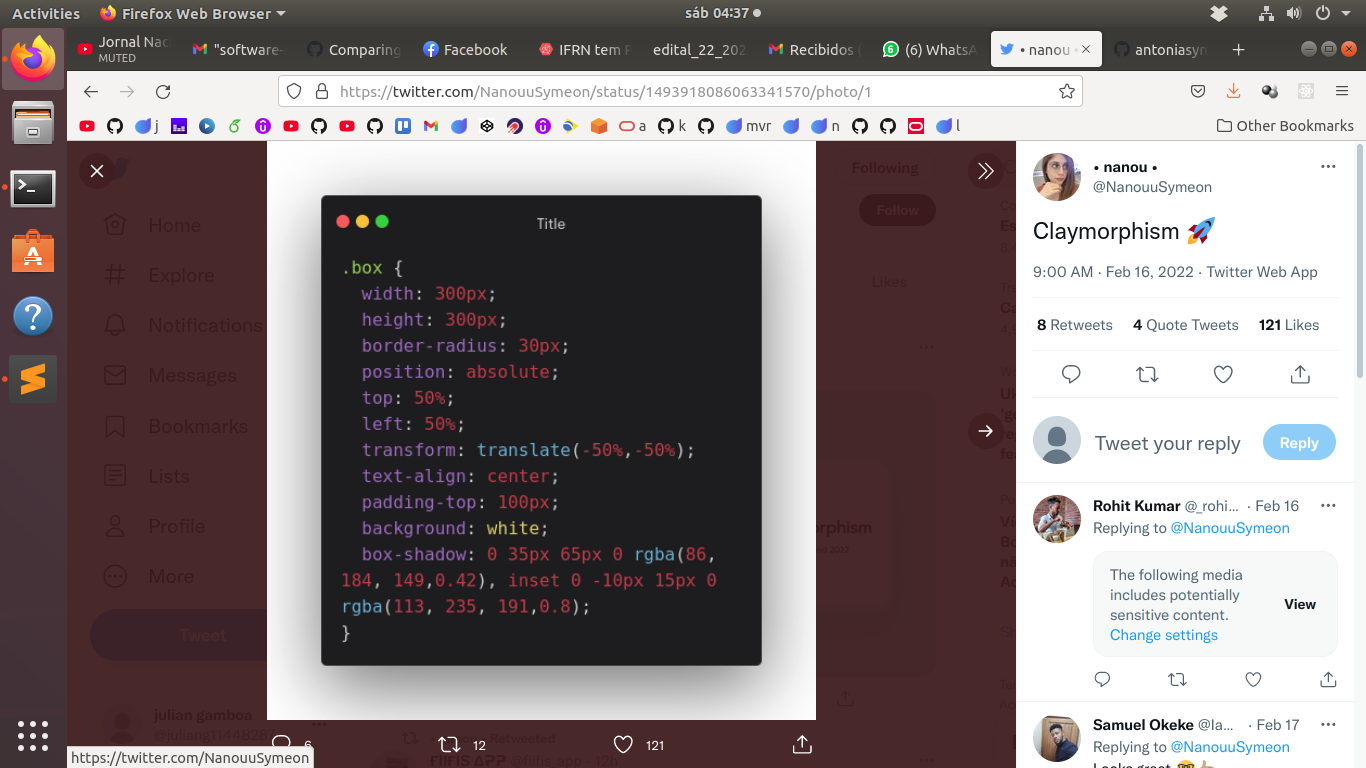 Activities
Firefox Web Browser
sáb 04:37
Jornal Nac
MUTED
"software-
Comparing
Facebook
IFRN tem P
edital_22_202
Recibidos (
(6) WhatsA
• nanou •
antoniasym
https://twitter.com/NanouuSymeon/status/1493918086063341570/photo/1
j
a
k
mvr
n
l
Other Bookmarks
Home
Explore
Notifications
Messages
Bookmarks
Lists
Profile
More
Tweet
julian gamboa
Following
Follow
Likes
Title
.box {
width: 300px;
height: 300px;
border-radius: 30px;
position: absolute;
top: 50%;
left: 50%;
transform: translate(-50%,-50%);
text-align: center;
padding-top: 100px;
background: white;
box-shadow: 0 35px 65px 0 rgba(86,
184, 149,0.42), inset 0 -10px 15px 0
rgba(113, 235, 191,0.8);
}
6
12
121
Retweeted
https://twitter.com/NanouuSymeon
• nanou •
@NanouuSymeon
Claymorphism 🚀
9:00 AM · Feb 16, 2022 · Twitter Web App
8 Retweets 4 Quote Tweets 121 Likes
Tweet your reply
Reply
Rohit Kumar @_rohi... · Feb 16
Replying to @NanouuSymeon
The following media
includes potentially
sensitive content.
Change settings
View
Samuel Okeke @la... · Feb 17
Replying to @NanouuSymeon
Looks great